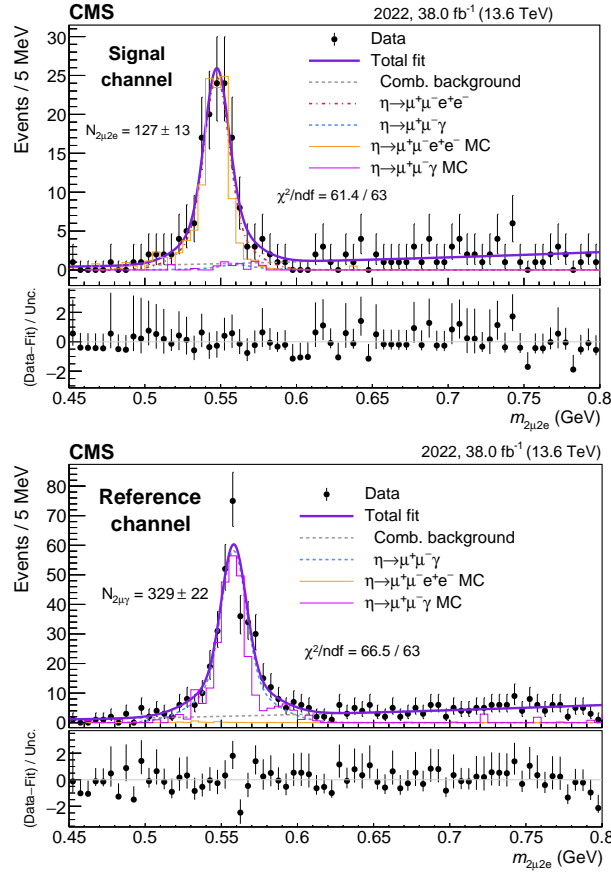 CMS 2022, 38.0 fb⁻¹ (13.6 TeV)
Events / 5 MeV
30
25
20
15
10
5
0
Signal
channel
N₂μ₂ₑ = 127 ± 13
Data
Total fit
Comb. background
η→μ⁺μ⁻e⁺e⁻
η→μ⁺μ⁻γ
η→μ⁺μ⁻e⁺e⁻ MC
η→μ⁺μ⁻γ MC
χ²/ndf = 61.4 / 63
(Data−Fit) / Unc.
2
0
−2
0.45 0.5 0.55 0.6 0.65 0.7 0.75 0.8
m₂μ₂ₑ (GeV)
CMS 2022, 38.0 fb⁻¹ (13.6 TeV)
Events / 5 MeV
80
70
60
50
40
30
20
10
0
Reference
channel
N₂μγ = 329 ± 22
Data
Total fit
Comb. background
η→μ⁺μ⁻γ
η→μ⁺μ⁻e⁺e⁻ MC
η→μ⁺μ⁻γ MC
χ²/ndf = 66.5 / 63
(Data−Fit) / Unc.
2
0
−2
0.45 0.5 0.55 0.6 0.65 0.7 0.75 0.8
m₂μ₂ₑ (GeV)